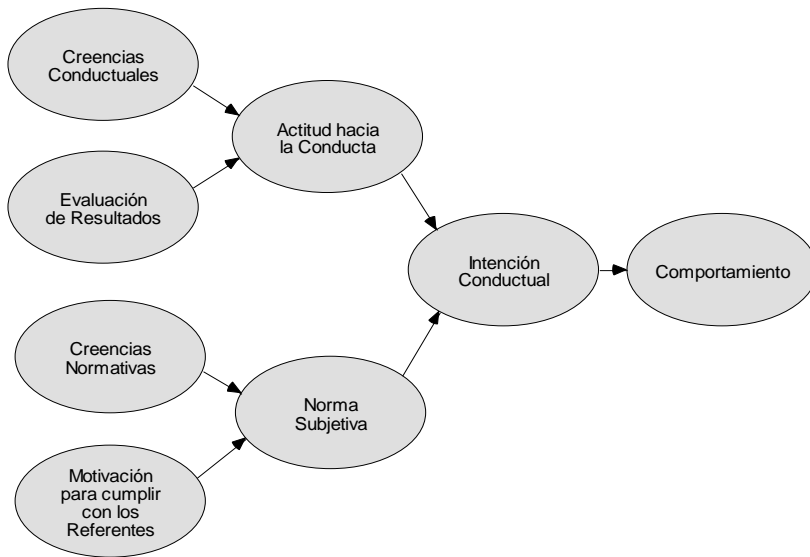 Creencias
Conductuales
Actitud hacia
la Conducta
Evaluación
de Resultados
Intención
Conductual
Comportamiento
Creencias
Normativas
Norma
Subjetiva
Motivación
para cumplir
con los
Referentes